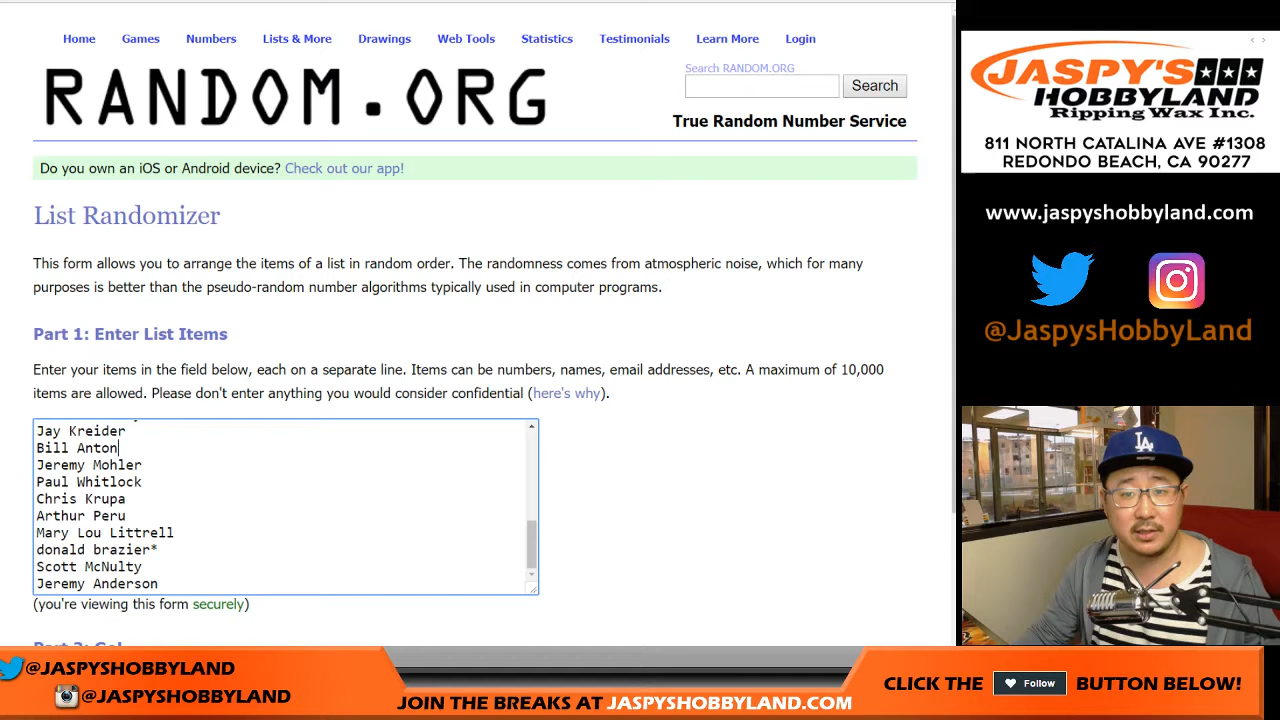 Home Games Numbers Lists & More Drawings Web Tools Statistics Testimonials Learn More Login
RANDOM.ORG
Search RANDOM.ORG
Search
True Random Number Service
Do you own an iOS or Android device? Check out our app!
List Randomizer
This form allows you to arrange the items of a list in random order. The randomness comes from atmospheric noise, which for many
purposes is better than the pseudo-random number algorithms typically used in computer programs.
Part 1: Enter List Items
Enter your items in the field below, each on a separate line. Items can be numbers, names, email addresses, etc. A maximum of 10,000
items are allowed. Please don't enter anything you would consider confidential (here's why).
Jay Kreider
Bill Anton
Jeremy Mohler
Paul Whitlock
Chris Krupa
Arthur Peru
Mary Lou Littrell
donald brazier*
Scott McNulty
Jeremy Anderson
(you're viewing this form securely)
JASPY'S
HOBBYLAND
Ripping Wax Inc.
811 NORTH CATALINA AVE #1308
REDONDO BEACH, CA 90277
www.jaspyshobbyland.com
@JaspysHobbyLand
LA
@JASPYSHOBBYLAND
@JASPYSHOBBYLAND
JOIN THE BREAKS AT JASPYSHOBBYLAND.COM
CLICK THE Follow BUTTON BELOW!